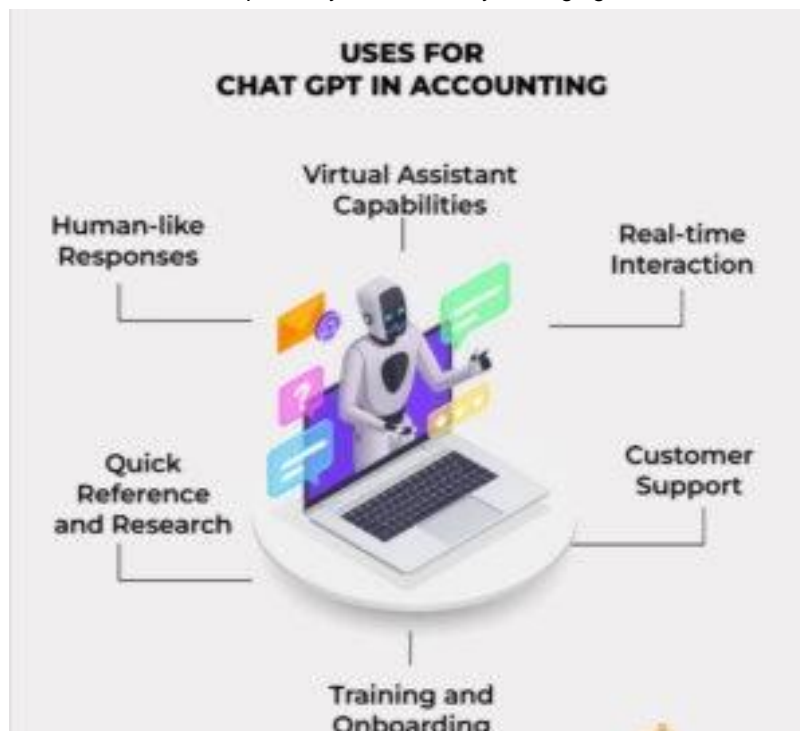 USES FOR
CHAT GPT IN ACCOUNTING
Virtual Assistant
Capabilities
Human-like
Responses
Real-time
Interaction
Quick
Reference
and Research
Customer
Support
Training and
Onboarding